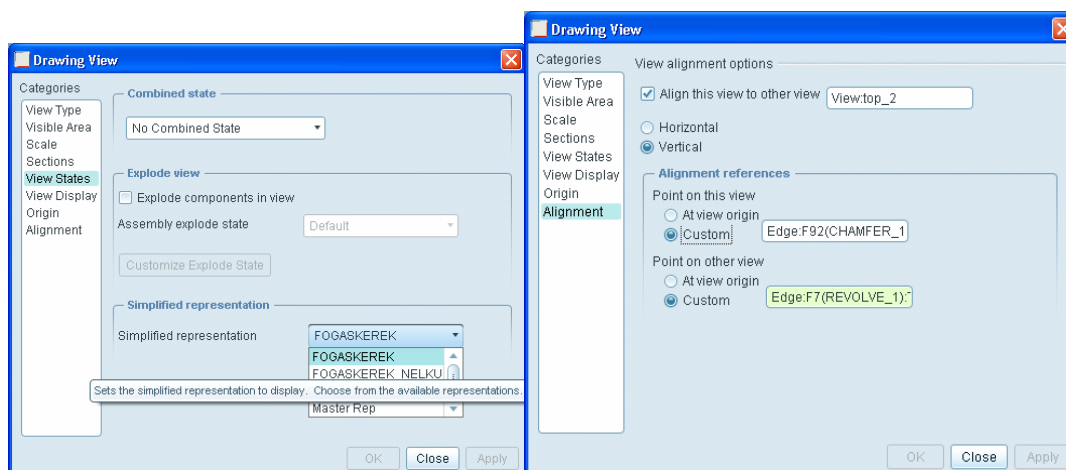 Drawing View
Categories
View Type
Visible Area
Scale
Sections
View States
View Display
Origin
Alignment
Combined state
No Combined State
Explode view
Explode components in view
Assembly explode state
Default
Customize Explode State
Simplified representation
Simplified representation
FOGASKEREK
FOGASKEREK
FOGASKEREK_NELKU
Sets the simplified representation to display. Choose from the available representations.
Master Rep
OK
Close
Apply
Drawing View
Categories
View Type
Visible Area
Scale
Sections
View States
View Display
Origin
Alignment
View alignment options
Align this view to other view
View:top_2
Horizontal
Vertical
Alignment references
Point on this view
At view origin
Custom
Edge:F92(CHAMFER_1
Point on other view
At view origin
Custom
Edge:F7(REVOLVE_1):
OK
Close
Apply